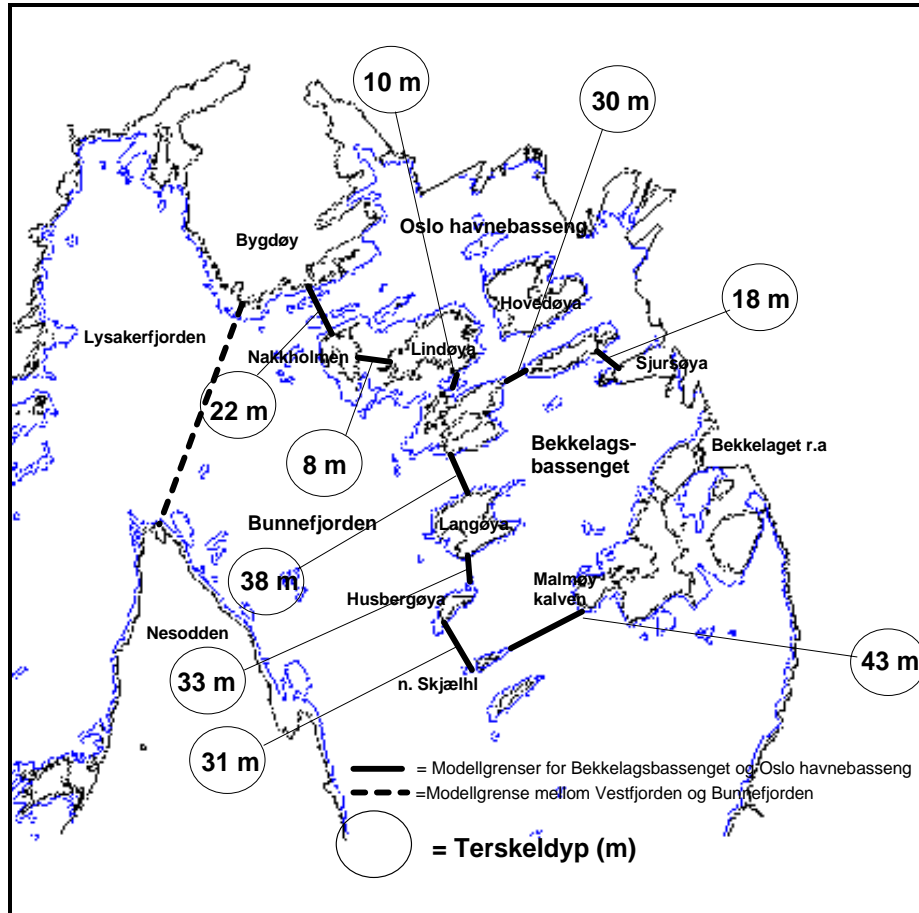 10 m
30 m
Oslo havnebasseng
Bygdøy
18 m
Hovedøya
Lysakerfjorden
Nakkholmen
Lindøya
Sjursøya
22 m
8 m
Bekkelags-
bassenget
Bekkelaget r.a
Bunnefjorden
Langøya
38 m
Malmøy
kalven
Husbergøya
Nesodden
43 m
33 m
n. Skjælhl
31 m
= Modellgrenser for Bekkelagsbassenget og Oslo havnebasseng
=Modellgrense mellom Vestfjorden og Bunnefjorden
= Terskeldyp (m)